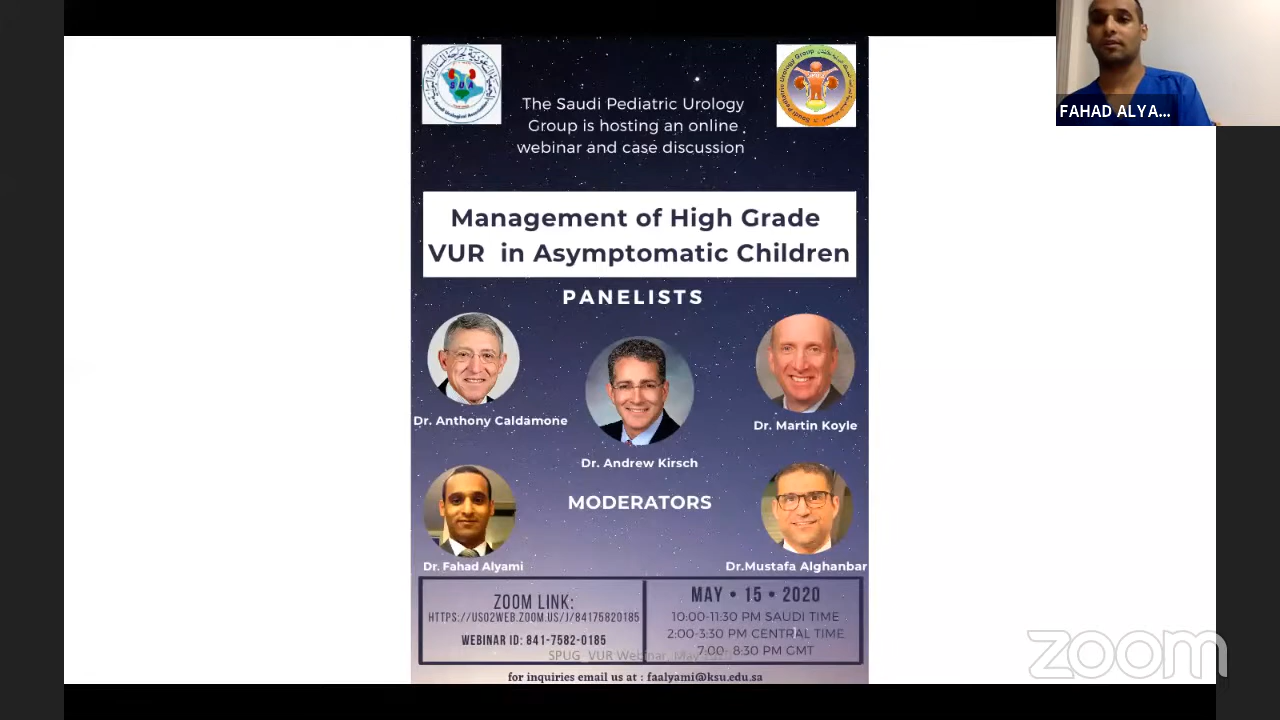 The Saudi Pediatric Urology
Group is hosting an online
webinar and case discussion
FAHAD ALYA...
S.U.A
Management of High Grade
VUR in Asymptomatic Children
PANELISTS
Dr. Anthony Caldamone
Dr. Andrew Kirsch
Dr. Martin Koyle
MODERATORS
Dr. Fahad Alyami
Dr.Mustafa Alghanbar
ZOOM LINK:
HTTPS://US02WEB.ZOOM.US/J/84175820185
WEBINAR ID: 841-7582-0185
MAY • 15 • 2020
10:00-11:30 PM SAUDI TIME
2:00-3:30 PM CENTRAL TIME
7:00- 8:30 PM GMT
SPUG VUR Webinar, May
for inquiries email us at : faalyami@ksu.edu.sa
zoom